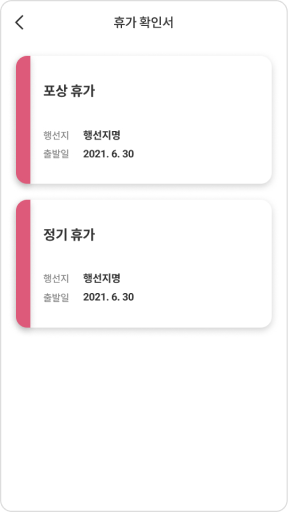 휴가 확인서
포상 휴가
행선지 행선지명
출발일 2021. 6. 30
정기 휴가
행선지 행선지명
출발일 2021. 6. 30